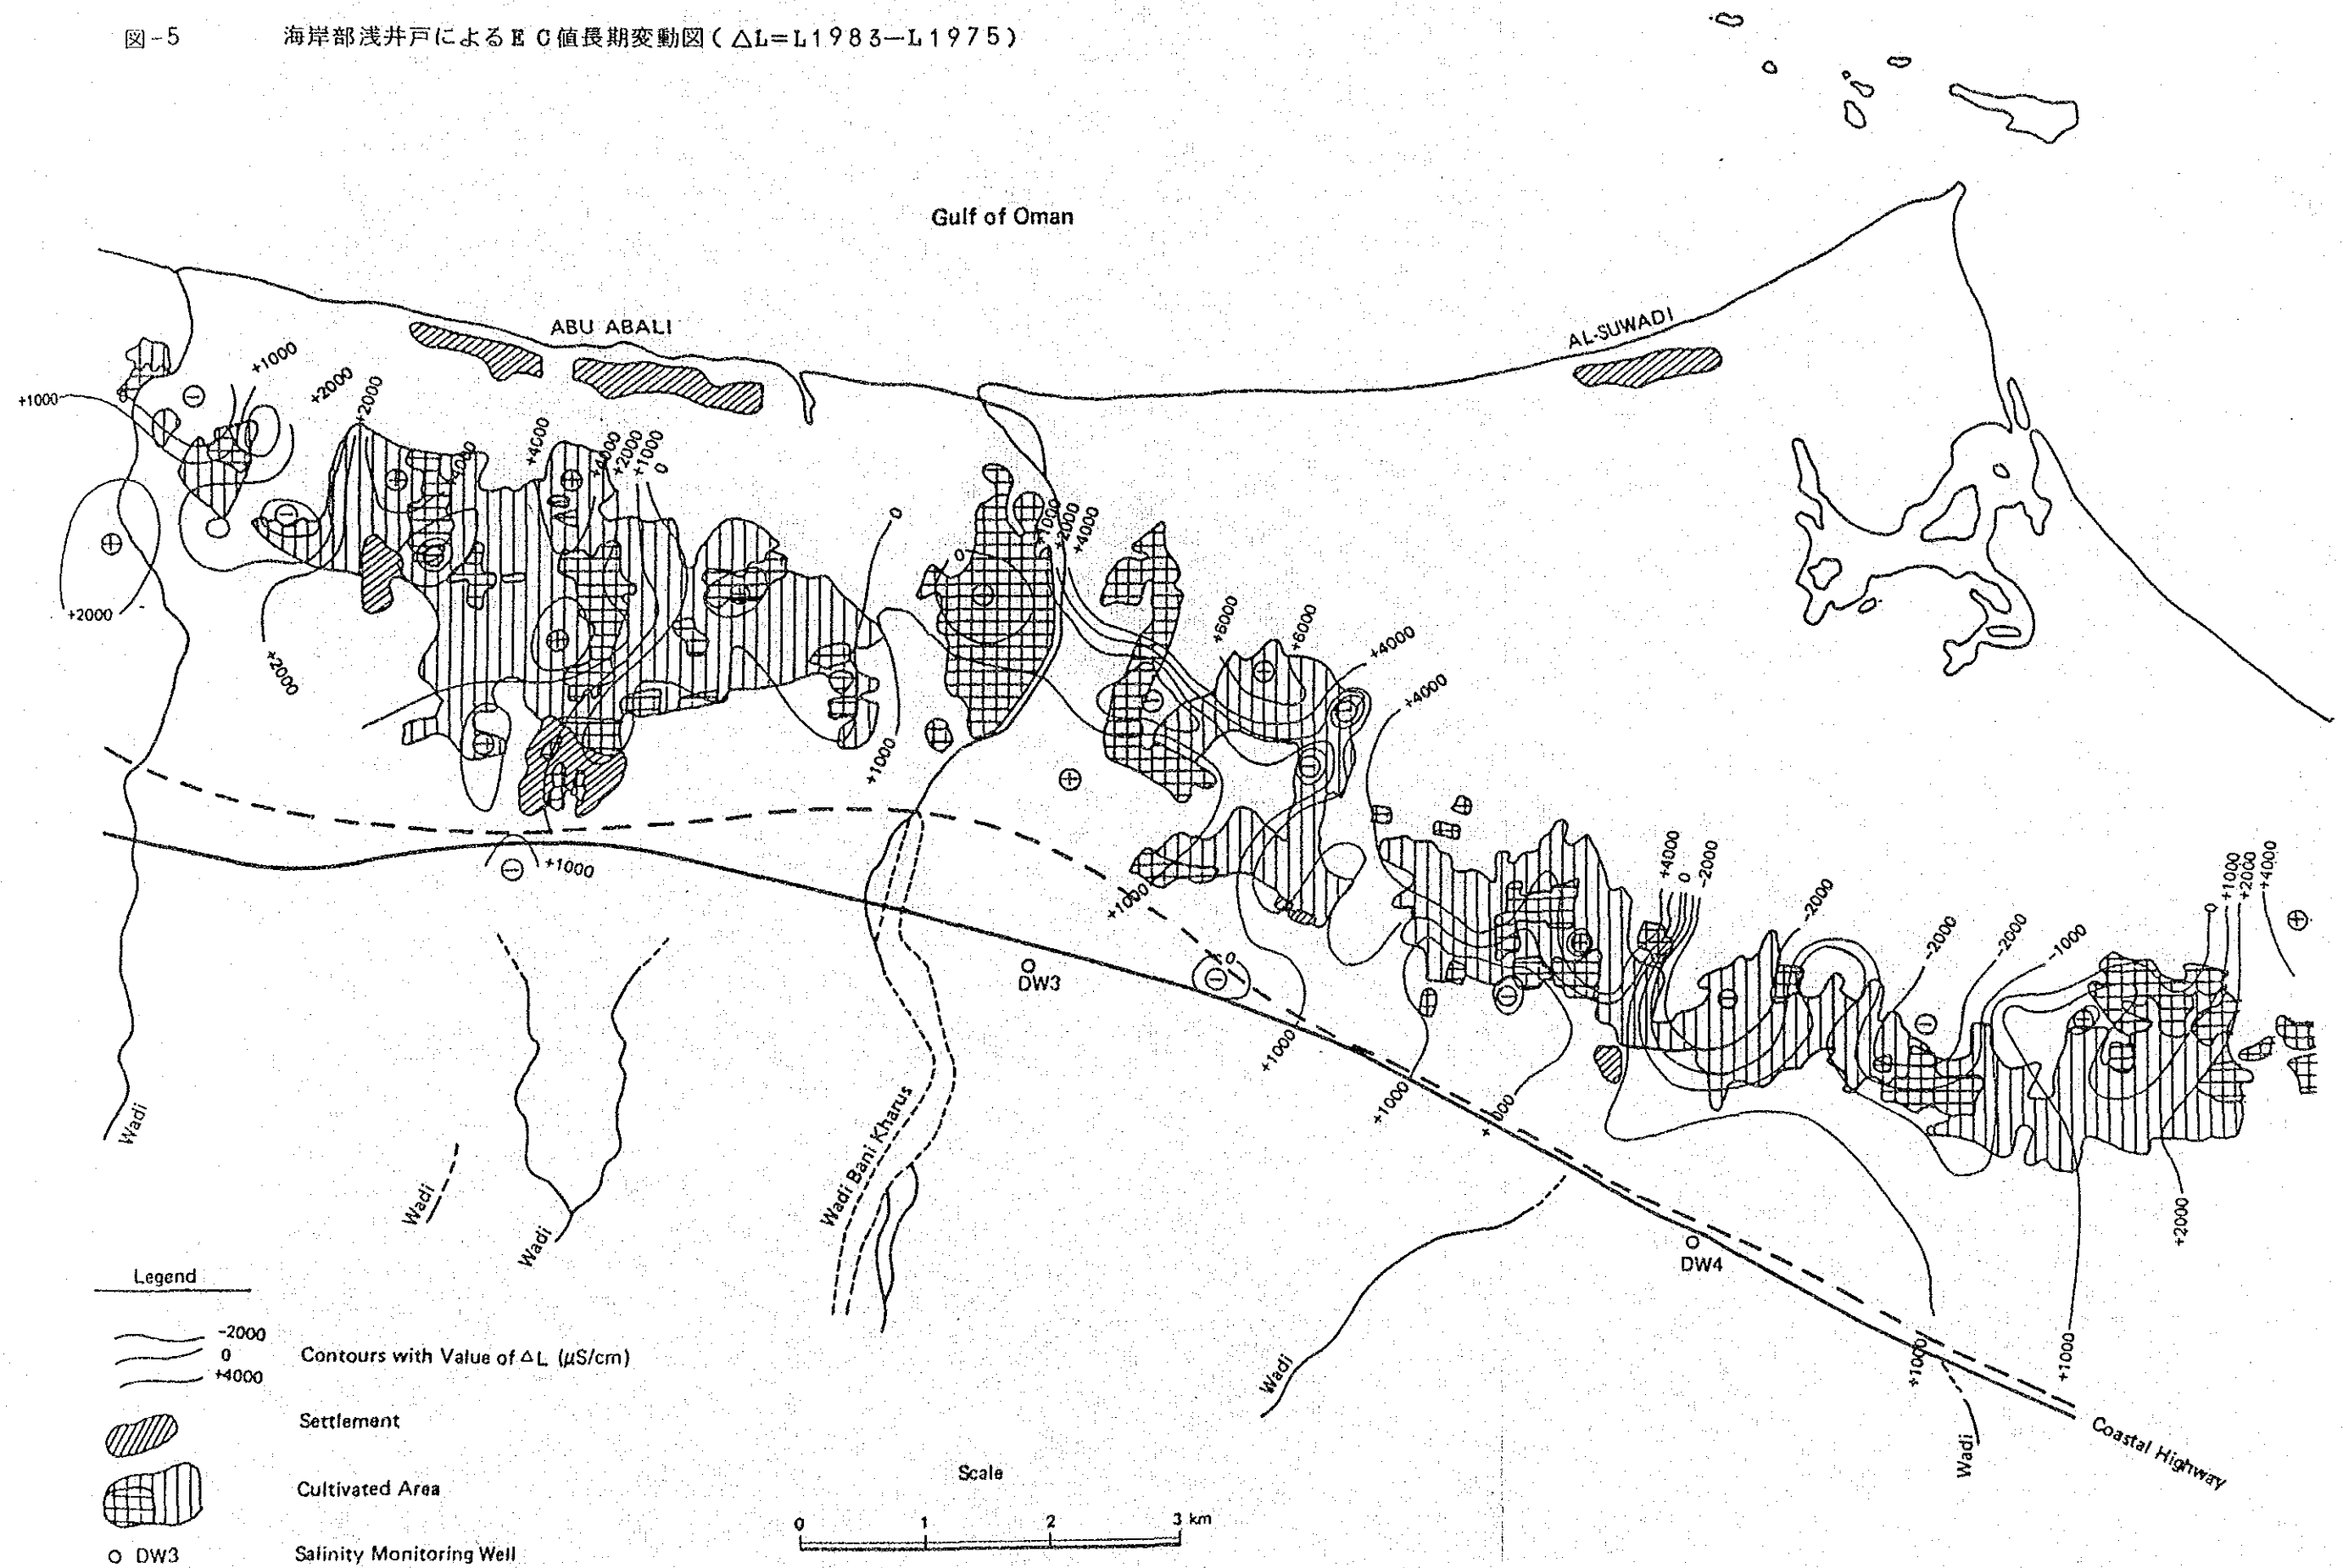 図-5 海岸部浅井戸によるEC値長期変動図(△L=L1983—L1975)
Gulf of Oman
ABU ABALI
AL-SUWADI
+1000
+1000
+2000
+2000
+4000
+4000
+2000
+1000
0
0
0
+1000
+2000
+4000
+6000
+6000
+4000
+4000
+2000
+2000
+1000
+1000
+1000
0
DW3
+4000
0
-2000
-2000
-2000
-2000
-1000
0
+1000
+2000
+4000
+1000
+1000
+2000
DW4
+1000
+1000
Wadi
Wadi
Wadi
Wadi Bani Kharus
Wadi
Wadi
Coastal Highway
Legend
-2000
0
+4000
Contours with Value of △L (µS/cm)
Settlement
Cultivated Area
DW3 Salinity Monitoring Well
Scale
0 1 2 3 km